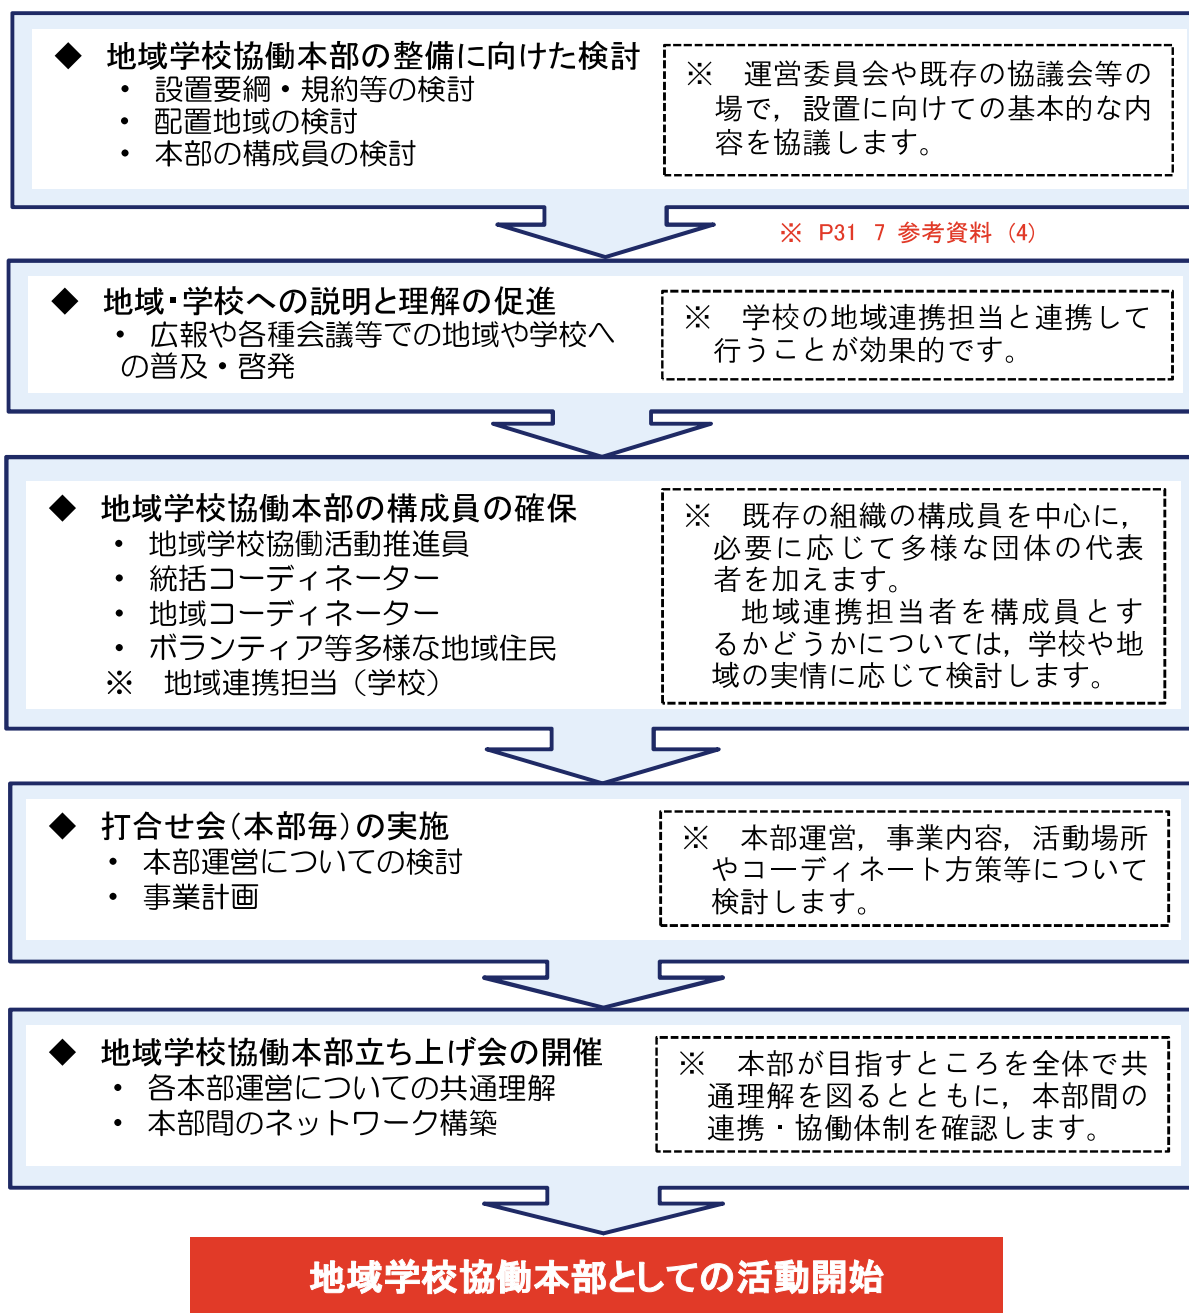 ◆ 地域学校協働本部の整備に向けた検討
・ 設置要綱・規約等の検討
・ 配置地域の検討
・ 本部の構成員の検討
※ 運営委員会や既存の協議会等の
場で，設置に向けての基本的な内
容を協議します。
※ P31 7 参考資料 (4)
◆ 地域・学校への説明と理解の促進
・ 広報や各種会議等での地域や学校へ
の普及・啓発
※ 学校の地域連携担当と連携して
行うことが効果的です。
◆ 地域学校協働本部の構成員の確保
・ 地域学校協働活動推進員
・ 統括コーディネーター
・ 地域コーディネーター
・ ボランティア等多様な地域住民
※ 地域連携担当（学校）
※ 既存の組織の構成員を中心に，
必要に応じて多様な団体の代表
者を加えます。
地域連携担当者を構成員とす
るかどうかについては，学校や地
域の実情に応じて検討します。
◆ 打合せ会（本部毎）の実施
・ 本部運営についての検討
・ 事業計画
※ 本部運営，事業内容，活動場所
やコーディネート方策等について
検討します。
◆ 地域学校協働本部立ち上げ会の開催
・ 各本部運営についての共通理解
・ 本部間のネットワーク構築
※ 本部が目指すところを全体で共
通理解を図るとともに，本部間の
連携・協働体制を確認します。
地域学校協働本部としての活動開始